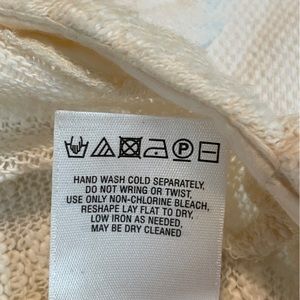 HAND WASH COLD SEPARATELY,
DO NOT WRING OR TWIST,
USE ONLY NON-CHLORINE BLEACH,
RESHAPE LAY FLAT TO DRY,
LOW IRON AS NEEDED,
MAY BE DRY CLEANED